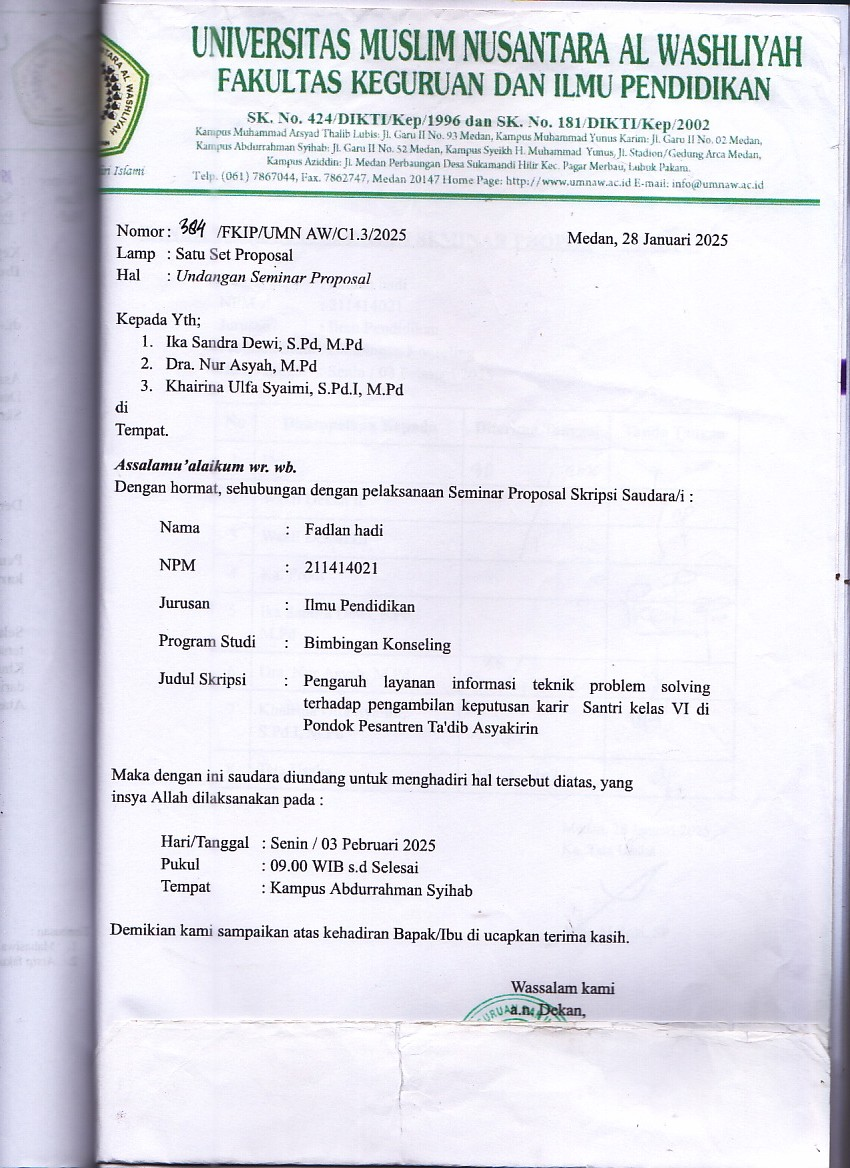 UNIVERSITAS MUSLIM NUSANTARA AL WASHLIYAH
FAKULTAS KEGURUAN DAN ILMU PENDIDIKAN
SK. No. 424/DIKTI/Kep/1996 dan SK. No. 181/DIKTI/Kep/2002
Kampus Muhammad Arsyad Thalib Lubis: Jl. Garu II No. 93 Medan, Kampus Muhammad Yunus Karim: Jl. Garu II No. 02 Medan,
Kampus Abdurrahman Syihab: Jl. Garu II No. 52 Medan, Kampus Syeikh H. Muhammad Yunus, Jl. Stadion/Gedung Arca Medan,
Kampus Aziddin: Jl. Medan Perbaungan Desa Sukamandi Hilir Kec. Pagar Merbau, Lubuk Pakam.
Telp. (061) 7867044, Fax. 7862747, Medan 20147 Home Page: http://www.umnaw.ac.id E-mail: info@umnaw.ac.id
AL WASHLIYAH
Islami
Nomor : 384 /FKIP/UMN AW/C1.3/2025
Medan, 28 Januari 2025
Lamp : Satu Set Proposal
Hal : Undangan Seminar Proposal
Kepada Yth;
1. Ika Sandra Dewi, S.Pd, M.Pd
2. Dra. Nur Asyah, M.Pd
3. Khairina Ulfa Syaimi, S.Pd.I, M.Pd
di
Tempat.
Assalamu’alaikum wr. wb.
Dengan hormat, sehubungan dengan pelaksanaan Seminar Proposal Skripsi Saudara/i :
Nama : Fadlan hadi
NPM : 211414021
Jurusan : Ilmu Pendidikan
Program Studi : Bimbingan Konseling
Judul Skripsi : Pengaruh layanan informasi teknik problem solving
terhadap pengambilan keputusan karir Santri kelas VI di
Pondok Pesantren Ta'dib Asyakirin
Maka dengan ini saudara diundang untuk menghadiri hal tersebut diatas, yang
insya Allah dilaksanakan pada :
Hari/Tanggal : Senin / 03 Pebruari 2025
Pukul : 09.00 WIB s.d Selesai
Tempat : Kampus Abdurrahman Syihab
Demikian kami sampaikan atas kehadiran Bapak/Ibu di ucapkan terima kasih.
Wassalam kami
a.n. Dekan,